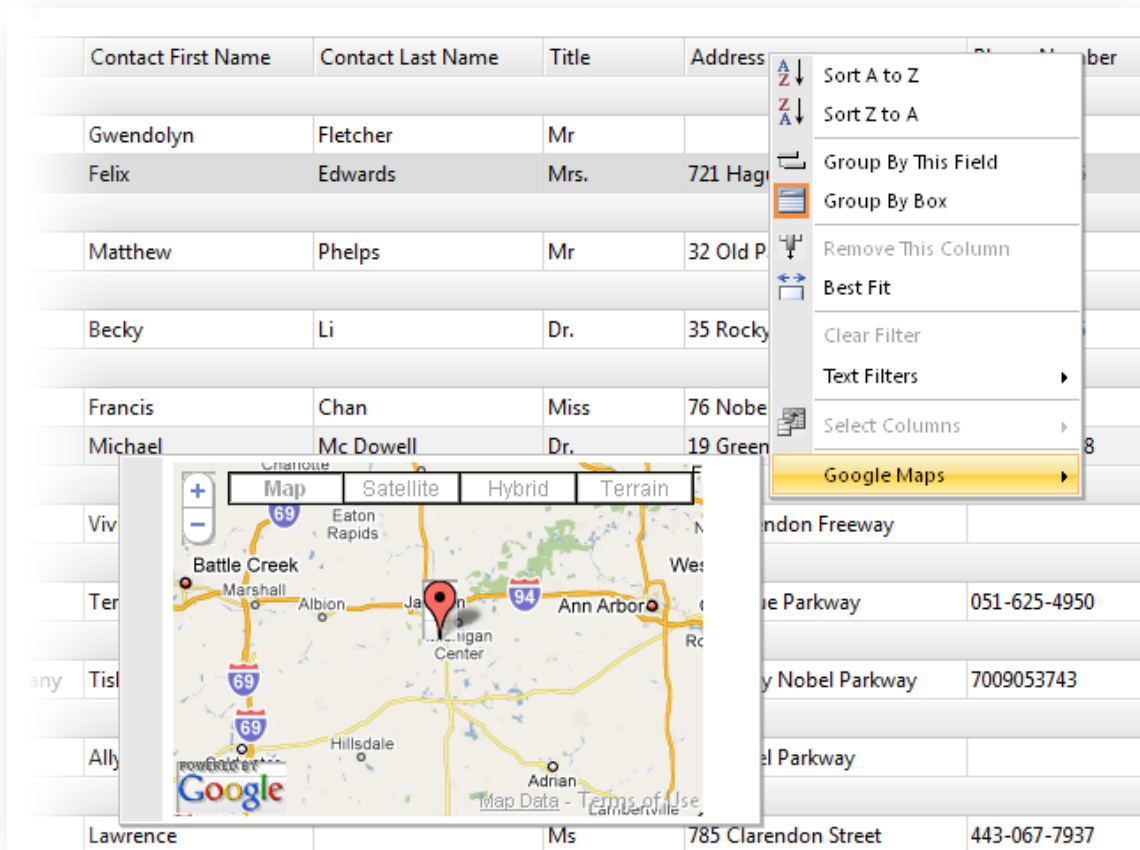 Contact First Name Contact Last Name Title Address
Sort A to Z
Sort Z to A
Gwendolyn Fletcher Mr
Group By This Field
Felix Edwards Mrs. 721
Group By Box
Matthew Phelps Mr 32 Old
Remove This Column
Best Fit
Becky Li Dr. 35 Rocky
Clear Filter
Text Filters
Francis Chan Miss 76
Select Columns
Michael Mc Dowell Dr. 19 Green
Google Maps
Map Satellite Hybrid Terrain
69
Eaton
Rapids
Freeway
Battle Creek
Marshall
Albion
94
Ann Arbor
Parkway 051-625-4950
Center
69
Nobel Parkway 7009053743
69
Hillsdale
Parkway
POWERED BY
Google
Adrian
Map Data - Terms of Use
Lambertville
Lawrence Ms 785 Clarendon Street 443-067-7937